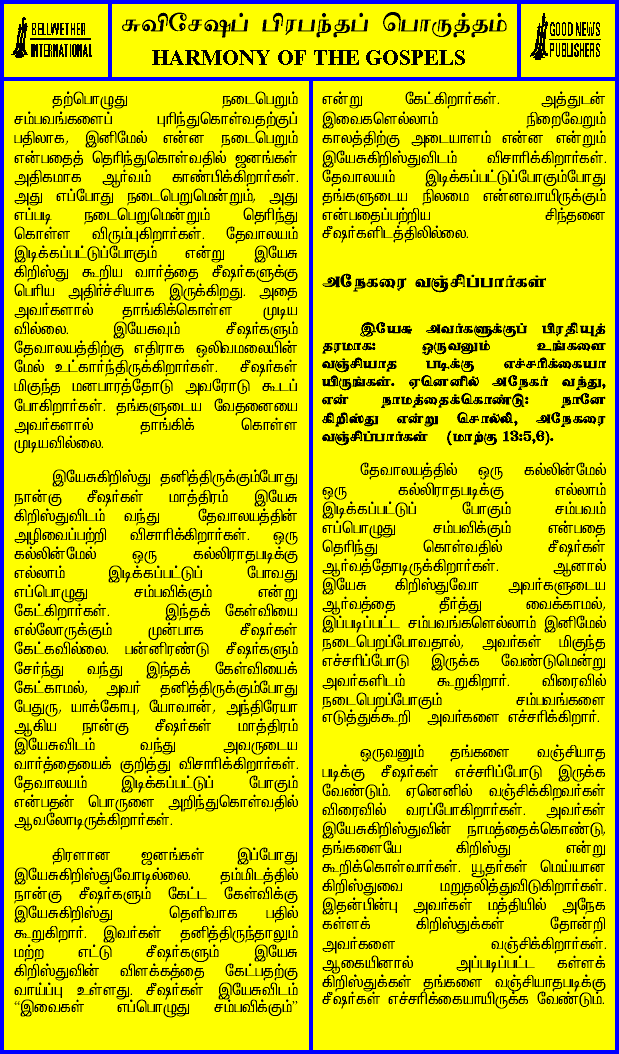 BELLWETHER
INTERNATIONAL
சுவிசேஷப் பிரபந்தப் பொருத்தம்
HARMONY OF THE GOSPELS
GOOD NEWS
PUBLISHERS
தற்பொழுது நடைபெறும்
சம்பவங்களைப் புரிந்துகொள்வதற்குப்
பதிலாக, இனிமேல் என்ன நடைபெறும்
என்பதைத் தெரிந்துகொள்வதில் ஜனங்கள்
அதிகமாக ஆர்வம் காண்பிக்கிறார்கள்.
அது எப்போது நடைபெறுமென்றும், அது
எப்படி நடைபெறுமென்றும் தெரிந்து
கொள்ள விரும்புகிறார்கள். தேவாலயம்
இடிக்கப்பட்டுப்போகும் என்று இயேசு
கிறிஸ்து கூறிய வார்த்தை சீஷர்களுக்கு
பெரிய அதிர்ச்சியாக இருக்கிறது. அதை
அவர்களால் தாங்கிக்கொள்ள முடிய
வில்லை. இயேசுவும் சீஷர்களும்
தேவாலயத்திற்கு எதிராக ஒலிவமலையின்
மேல் உட்கார்ந்திருக்கிறார்கள். சீஷர்கள்
மிகுந்த மனபாரத்தோடு அவரோடு கூடப்
போகிறார்கள். தங்களுடைய வேதனையை
அவர்களால் தாங்கிக் கொள்ள
முடியவில்லை.
இயேசுகிறிஸ்து தனித்திருக்கும்போது
நான்கு சீஷர்கள் மாத்திரம் இயேசு
கிறிஸ்துவிடம் வந்து தேவாலயத்தின்
அழிவைப்பற்றி விசாரிக்கிறார்கள். ஒரு
கல்லின்மேல் ஒரு கல்லிராதபடிக்கு
எல்லாம் இடிக்கப்பட்டுப் போவது
எப்பொழுது சம்பவிக்கும் என்று
கேட்கிறார்கள். இந்தக் கேள்வியை
எல்லோருக்கும் முன்பாக சீஷர்கள்
கேட்கவில்லை. பன்னிரண்டு சீஷர்களும்
சேர்ந்து வந்து இந்தக் கேள்வியைக்
கேட்காமல், அவர் தனித்திருக்கும்போது
பேதுரு, யாக்கோபு, யோவான், அந்திரேயா
ஆகிய நான்கு சீஷர்கள் மாத்திரம்
இயேசுவிடம் வந்து அவருடைய
வார்த்தையைக் குறித்து விசாரிக்கிறார்கள்.
தேவாலயம் இடிக்கப்பட்டுப் போகும்
என்பதன் பொருளை அறிந்துகொள்வதில்
ஆவலோடிருக்கிறார்கள்.
திரளான ஜனங்கள் இப்போது
இயேசுகிறிஸ்துவோடில்லை. தம்மிடத்தில்
நான்கு சீஷர்களும் கேட்ட கேள்விக்கு
இயேசுகிறிஸ்து தெளிவாக பதில்
கூறுகிறார். இவர்கள் தனித்திருந்தாலும்
மற்ற எட்டு சீஷர்களும் இயேசு
கிறிஸ்துவின் விளக்கத்தை கேட்பதற்கு
வாய்ப்பு உள்ளது. சீஷர்கள் இயேசுவிடம்
“இவைகள் எப்பொழுது சம்பவிக்கும்”
என்று கேட்கிறார்கள். அத்துடன்
இவைகளெல்லாம் நிறைவேறும்
காலத்திற்கு அடையாளம் என்ன என்றும்
இயேசுகிறிஸ்துவிடம் விசாரிக்கிறார்கள்.
தேவாலயம் இடிக்கப்பட்டுப்போகும்போது
தங்களுடைய நிலமை என்னவாயிருக்கும்
என்பதைப்பற்றிய சிந்தனை
சீஷர்களிடத்திலில்லை.
அநேகரை வஞ்சிப்பார்கள்
இயேசு அவர்களுக்குப் பிரதியுத்
தரமாக: ஒருவனும் உங்களை
வஞ்சியாத படிக்கு எச்சரிக்கையா
யிருங்கள். ஏனெனில் அநேகர் வந்து,
என் நாமத்தைக்கொண்டு: நானே
கிறிஸ்து என்று சொல்லி, அநேகரை
வஞ்சிப்பார்கள் (மாற்கு 13:5,6).
தேவாலயத்தில் ஒரு கல்லின்மேல்
ஒரு கல்லிராதபடிக்கு எல்லாம்
இடிக்கப்பட்டுப் போகும் சம்பவம்
எப்பொழுது சம்பவிக்கும் என்பதை
தெரிந்து கொள்வதில் சீஷர்கள்
ஆர்வத்தோடிருக்கிறார்கள். ஆனால்
இயேசு கிறிஸ்துவோ அவர்களுடைய
ஆர்வத்தை தீர்த்து வைக்காமல்,
இப்படிப்பட்ட சம்பவங்களெல்லாம் இனிமேல்
நடைபெறப்போவதால், அவர்கள் மிகுந்த
எச்சரிப்போடு இருக்க வேண்டுமென்று
அவர்களிடம் கூறுகிறார். விரைவில்
நடைபெறப்போகும் சம்பவங்களை
எடுத்துக்கூறி அவர்களை எச்சரிக்கிறார்.
ஒருவனும் தங்களை வஞ்சியாத
படிக்கு சீஷர்கள் எச்சரிப்போடு இருக்க
வேண்டும். ஏனெனில் வஞ்சிக்கிறவர்கள்
விரைவில் வரப்போகிறார்கள். அவர்கள்
இயேசுகிறிஸ்துவின் நாமத்தைக்கொண்டு,
தங்களையே கிறிஸ்து என்று
கூறிக்கொள்வார்கள். யூதர்கள் மெய்யான
கிறிஸ்துவை மறுதலித்துவிடுகிறார்கள்.
இதன்பின்பு அவர்கள் மத்தியில் அநேக
கள்ளக் கிறிஸ்துக்கள் தோன்றி
அவர்களை வஞ்சிக்கிறார்கள்.
ஆகையினால் அப்படிப்பட்ட கள்ளக்
கிறிஸ்துக்கள் தங்களை வஞ்சியாதபடிக்கு
சீஷர்கள் எச்சரிக்கையாயிருக்க வேண்டும்.